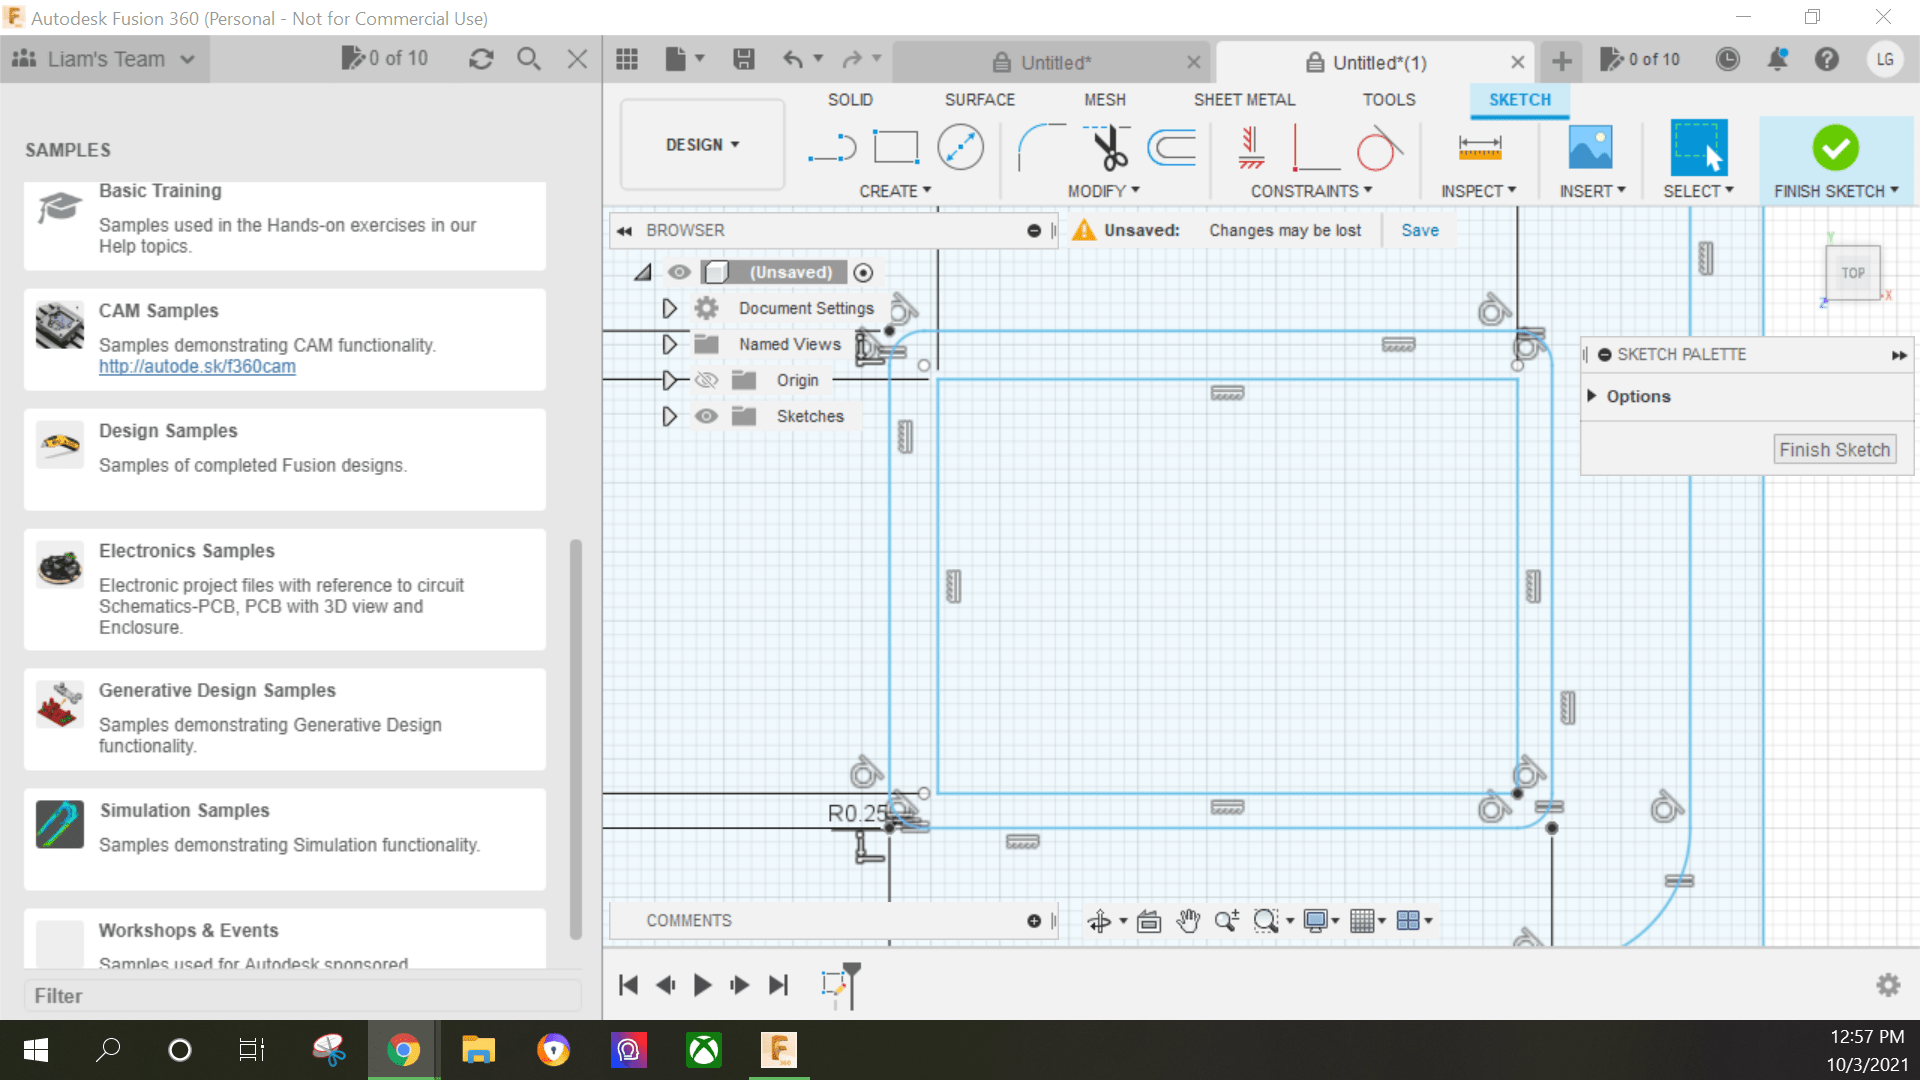 Autodesk Fusion 360 (Personal - Not for Commercial Use)
Liam's Team
0 of 10
Untitled*
Untitled*(1)
0 of 10
LG
SOLID
SURFACE
MESH
SHEET METAL
TOOLS
SKETCH
DESIGN
CREATE
MODIFY
CONSTRAINTS
INSPECT
INSERT
SELECT
FINISH SKETCH
SAMPLES
Basic Training
Samples used in the Hands-on exercises in our
Help topics.
CAM Samples
Samples demonstrating CAM functionality.
http://autode.sk/f360cam
Design Samples
Samples of completed Fusion designs.
Electronics Samples
Electronic project files with reference to circuit
Schematics-PCB, PCB with 3D view and
Enclosure.
Generative Design Samples
Samples demonstrating Generative Design
functionality.
Simulation Samples
Samples demonstrating Simulation functionality.
Workshops & Events
Samples used for Autodesk sponsored
Filter
BROWSER
Unsaved:
Changes may be lost
Save
(Unsaved)
Document Settings
Named Views
Origin
Sketches
Y
TOP
X
Z
SKETCH PALETTE
Options
Finish Sketch
R0.25
COMMENTS
12:57 PM
10/3/2021